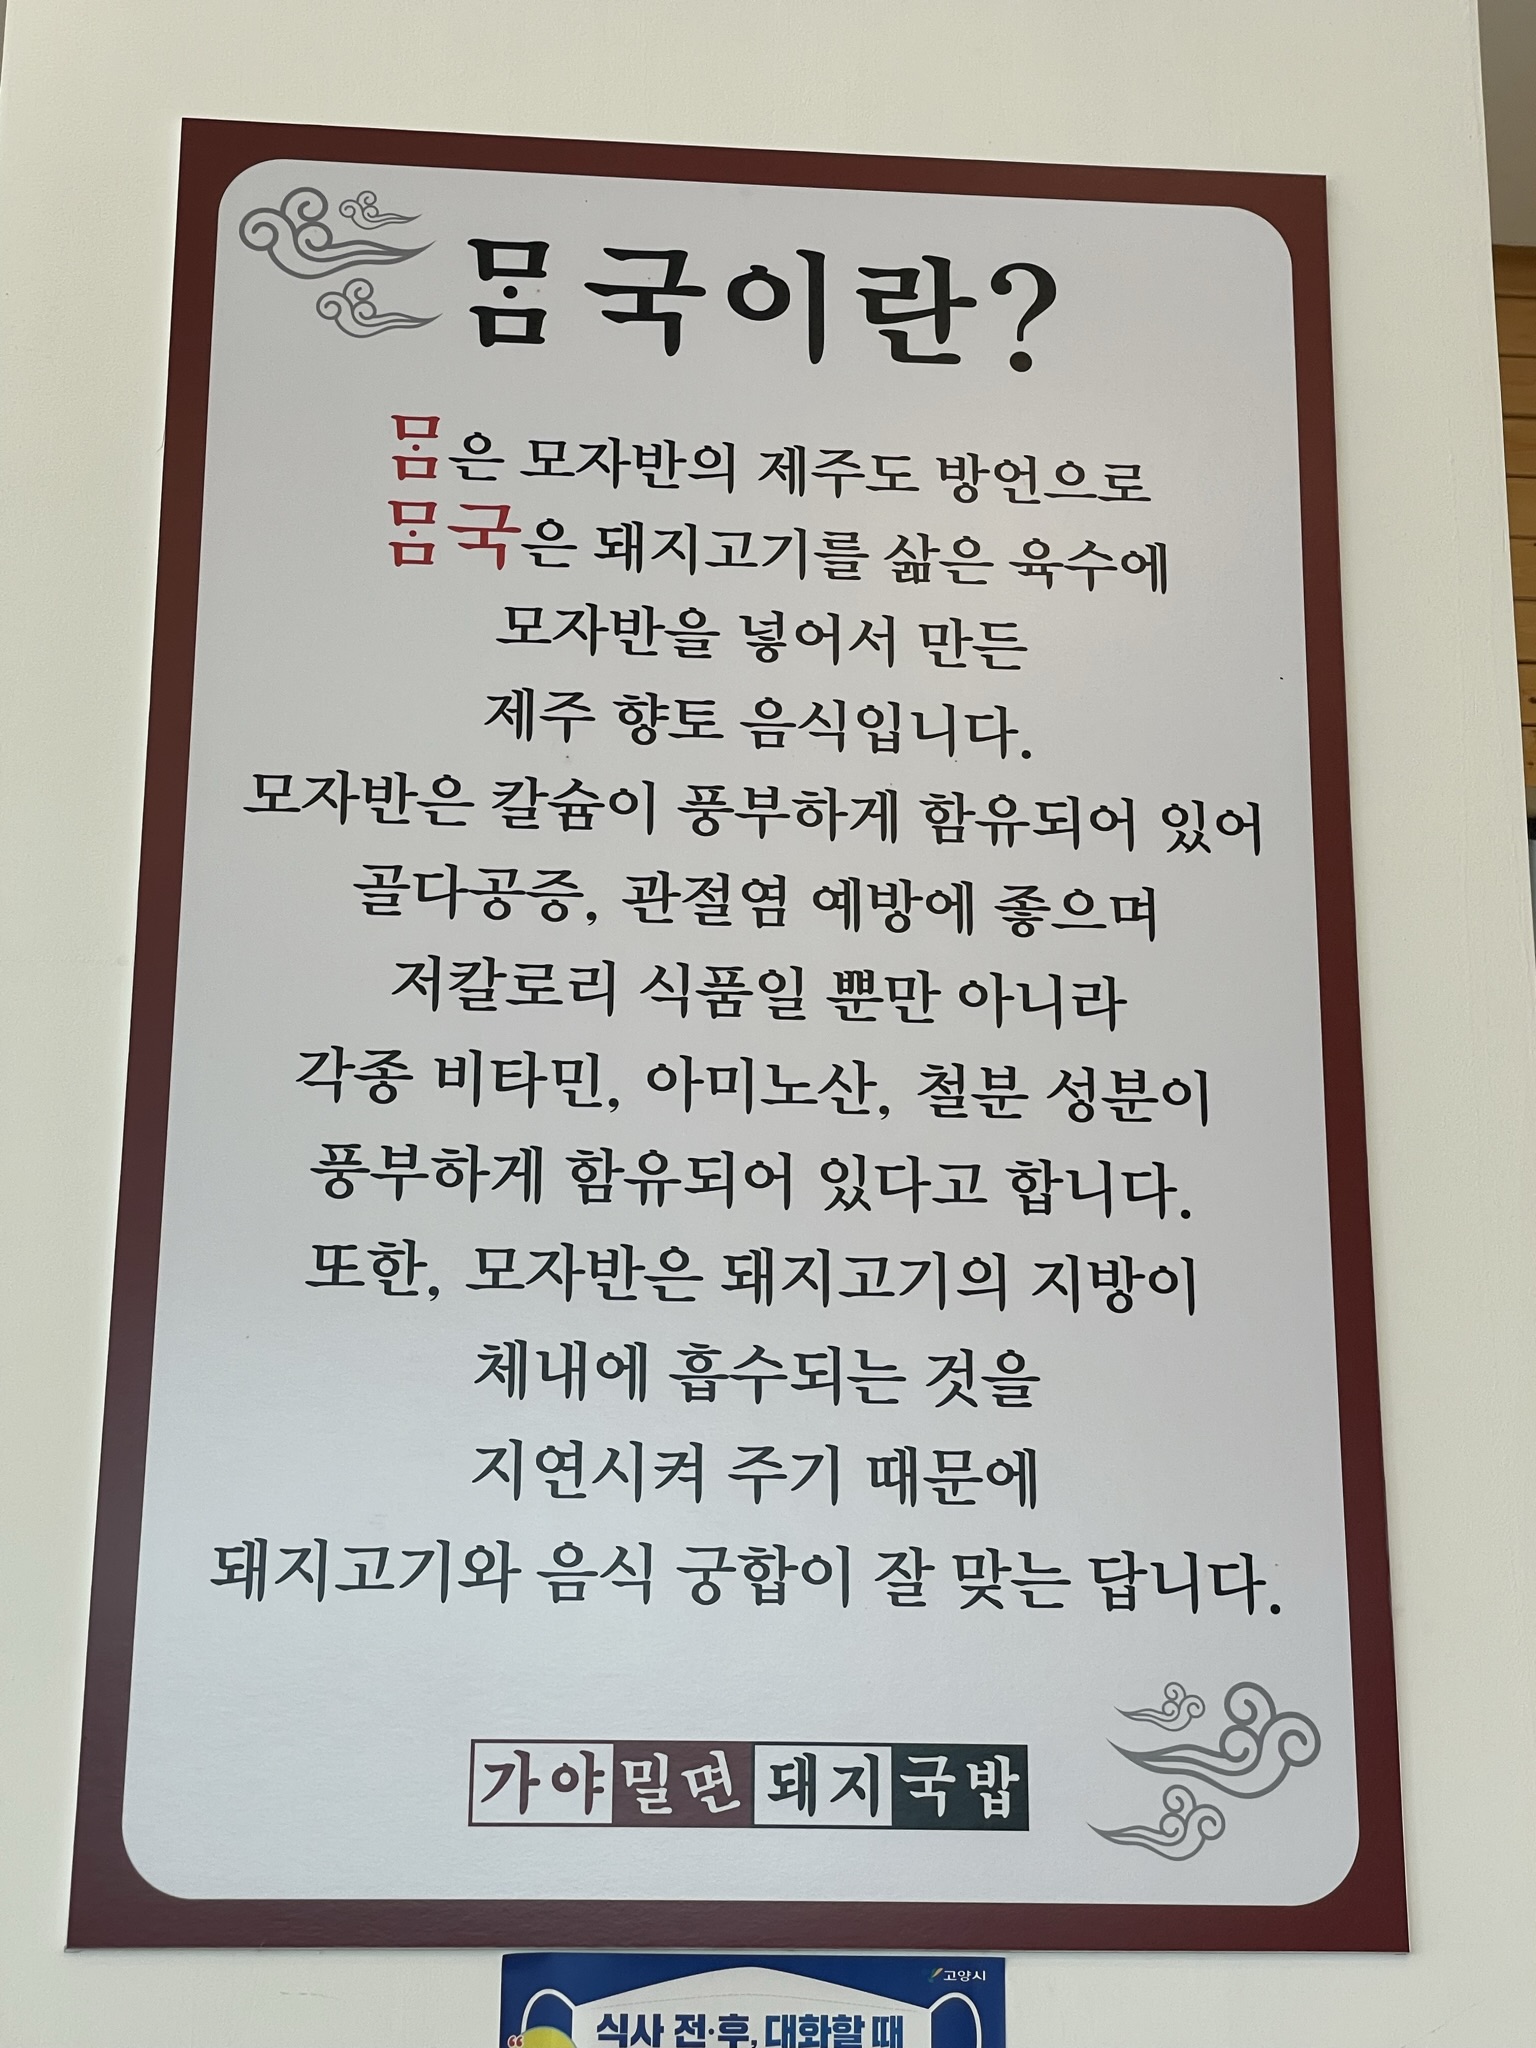 ᄆᆞᆷ국이란?
ᄆᆞᆷ은 모자반의 제주도 방언으로
ᄆᆞᆷ국은 돼지고기를 삶은 육수에
모자반을 넣어서 만든
제주 향토 음식입니다.
모자반은 칼슘이 풍부하게 함유되어 있어
골다공증, 관절염 예방에 좋으며
저칼로리 식품일 뿐만 아니라
각종 비타민, 아미노산, 철분 성분이
풍부하게 함유되어 있다고 합니다.
또한, 모자반은 돼지고기의 지방이
체내에 흡수되는 것을
지연시켜 주기 때문에
돼지고기와 음식 궁합이 잘 맞는 답니다.
가야밀면돼지국밥
고양시
식사 전·후, 대화할 때